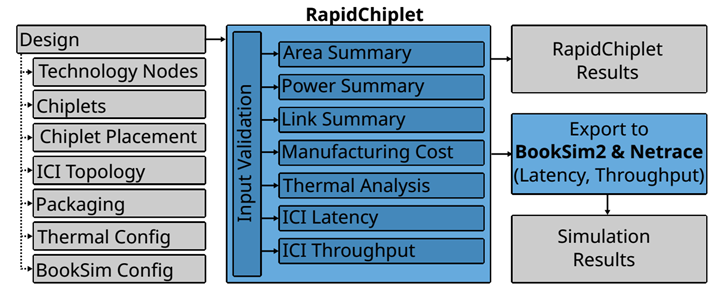 RapidChiplet
Design
Technology Nodes
Chiplets
Chiplet Placement
ICI Topology
Packaging
Thermal Config
BookSim Config
Input Validation
Area Summary
Power Summary
Link Summary
Manufacturing Cost
Thermal Analysis
ICI Latency
ICI Throughput
RapidChiplet
Results
Export to
BookSim2 & Netrace
(Latency, Throughput)
Simulation
Results